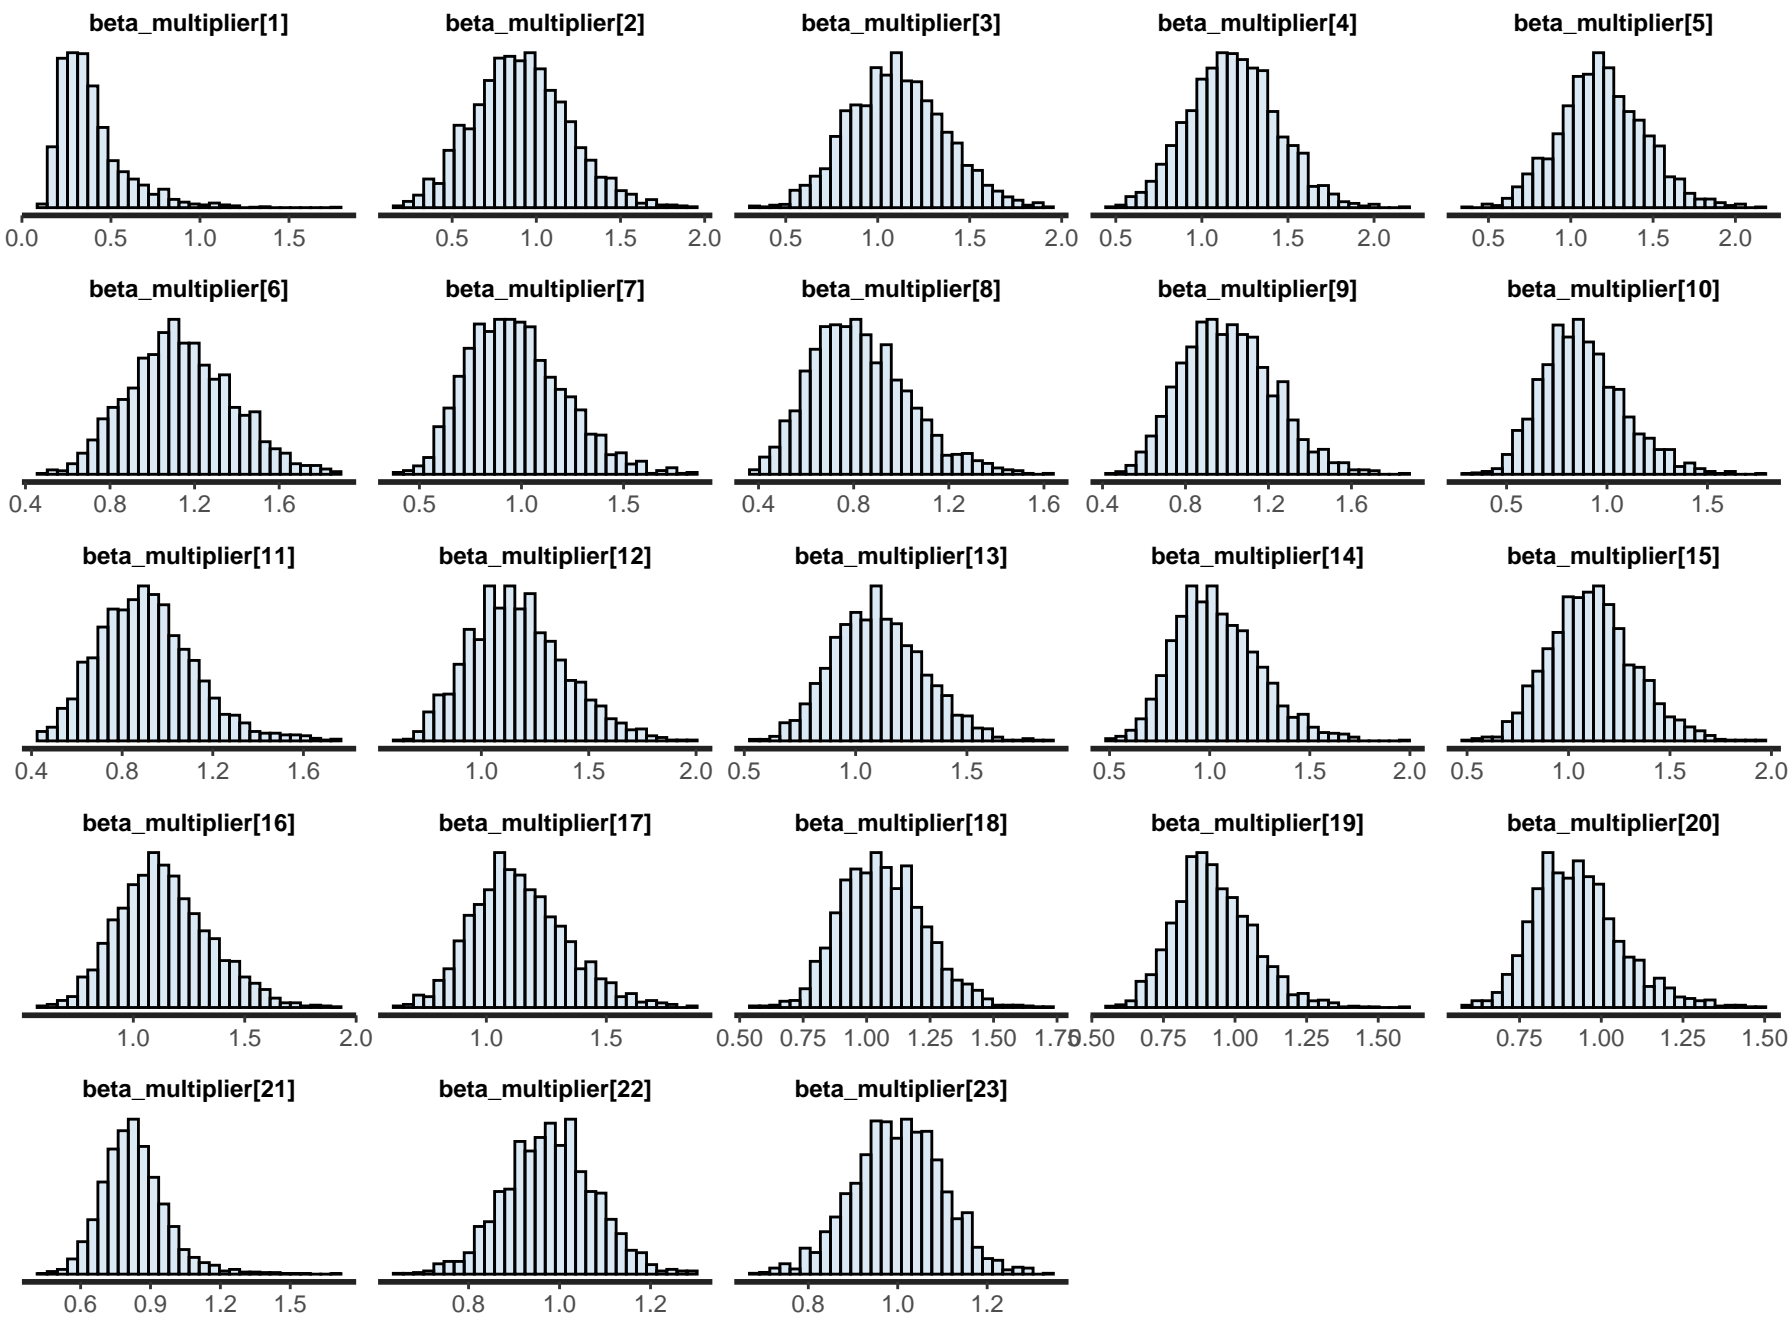 beta_multiplier[1] beta_multiplier[2] beta_multiplier[3] beta_multiplier[4] beta_multiplier[5]
0.0 0.5 1.0 1.5 0.5 1.0 1.5 2.0 0.5 1.0 1.5 2.0 0.5 1.0 1.5 2.0 0.5 1.0 1.5 2.0
beta_multiplier[6] beta_multiplier[7] beta_multiplier[8] beta_multiplier[9] beta_multiplier[10]
0.4 0.8 1.2 1.6 0.5 1.0 1.5 0.4 0.8 1.2 1.6 0.4 0.8 1.2 1.6 0.5 1.0 1.5
beta_multiplier[11] beta_multiplier[12] beta_multiplier[13] beta_multiplier[14] beta_multiplier[15]
0.4 0.8 1.2 1.6 1.0 1.5 2.0 0.5 1.0 1.5 0.5 1.0 1.5 2.0 0.5 1.0 1.5 2.0
beta_multiplier[16] beta_multiplier[17] beta_multiplier[18] beta_multiplier[19] beta_multiplier[20]
1.0 1.5 2.0 1.0 1.5 0.50 0.75 1.00 1.25 1.50 1.75 0.50 0.75 1.00 1.25 1.50 0.75 1.00 1.25 1.50
beta_multiplier[21] beta_multiplier[22] beta_multiplier[23]
0.6 0.9 1.2 1.5 0.8 1.0 1.2 0.8 1.0 1.2